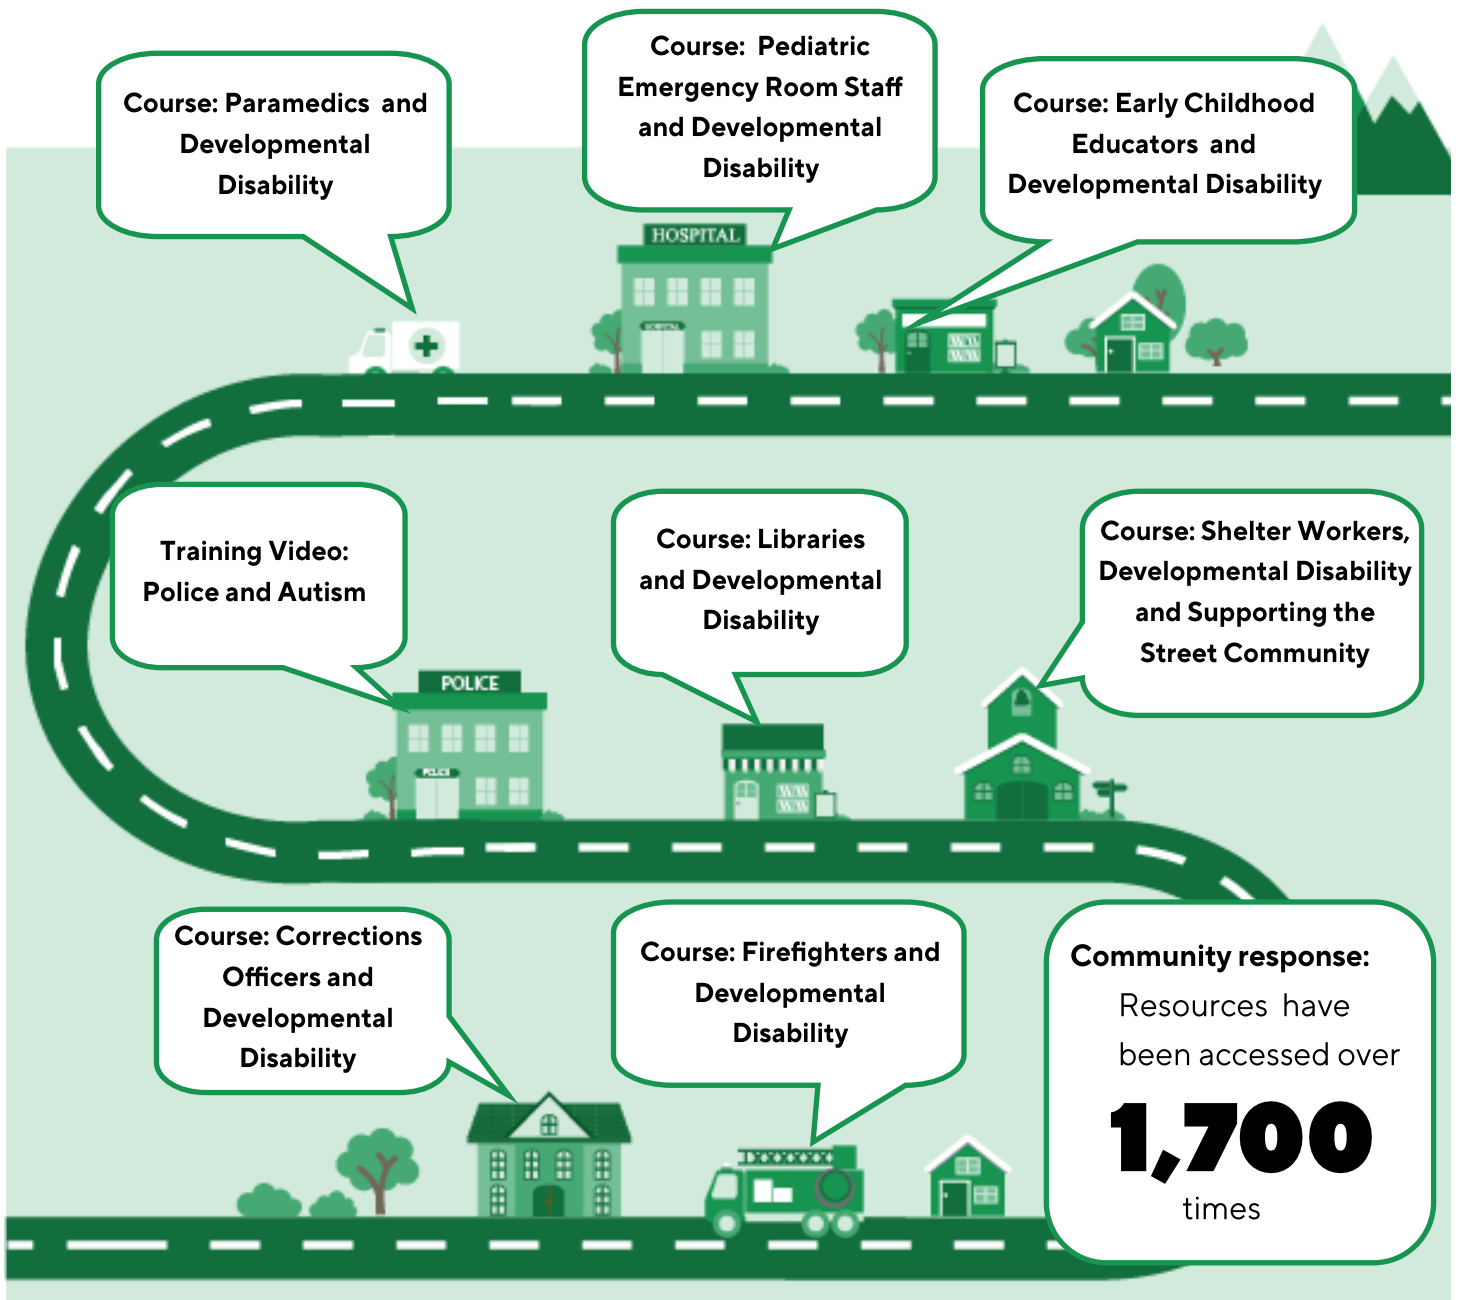 Course: Paramedics and
Developmental
Disability
Course: Pediatric
Emergency Room Staff
and Developmental
Disability
Course: Early Childhood
Educators and
Developmental Disability
HOSPITAL
HOSPITAL
Training Video:
Police and Autism
Course: Libraries
and Developmental
Disability
Course: Shelter Workers,
Developmental Disability
and Supporting the
Street Community
POLICE
POLICE
Course: Corrections
Officers and
Developmental
Disability
Course: Firefighters and
Developmental
Disability
Community response:
Resources have
been accessed over
1,700
times